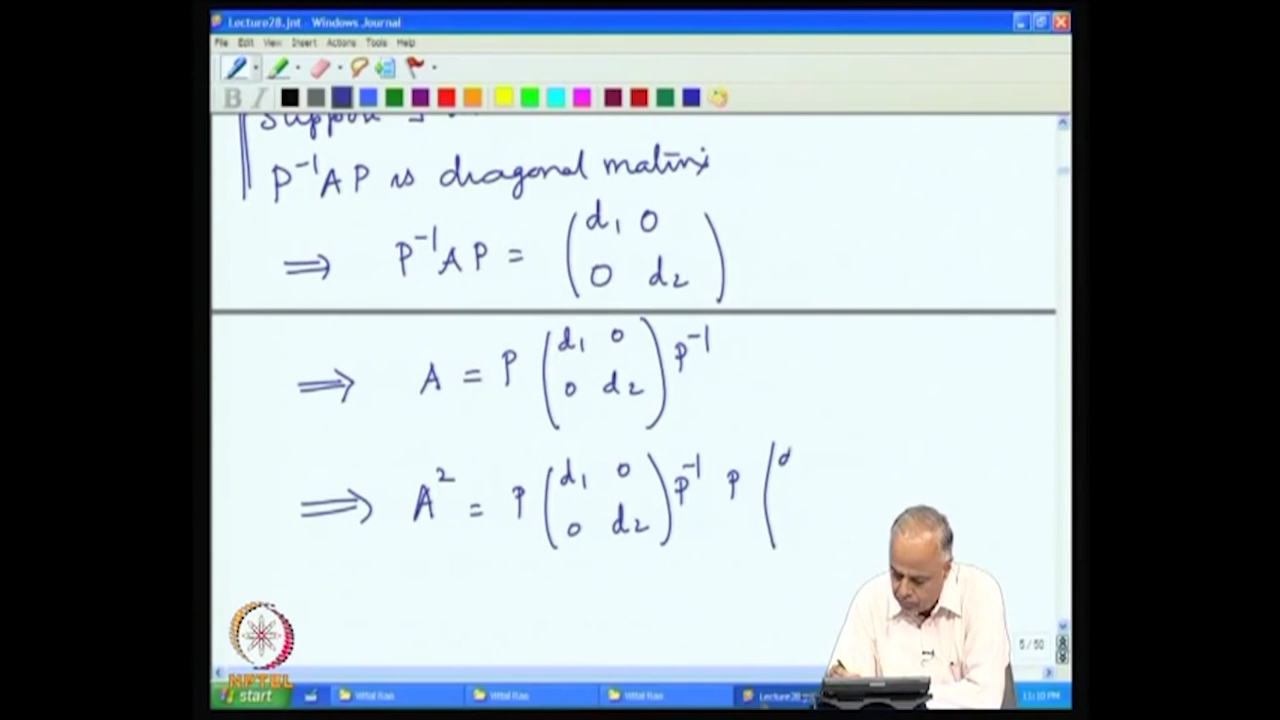 Lecture28.jnt - Windows Journal
File Edit View Insert Actions Tools Help
B I
P⁻¹AP is diagonal matrix
⟹ P⁻¹AP = (d₁ 0
0 d₂)
⟹ A = P (d₁ 0
0 d₂) P⁻¹
⟹ A² = P (d₁ 0
0 d₂) P⁻¹ P (d
5 / 50
NPTEL
start Vittal Rao Vittal Rao Vittal Rao Lecture28 11:10 PM